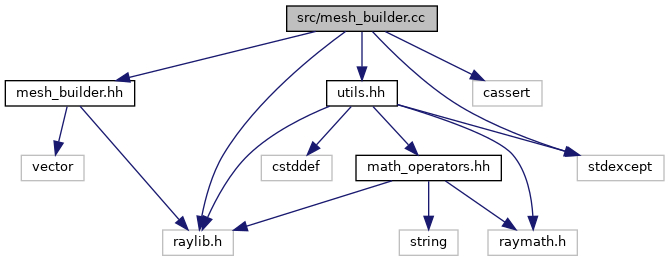 src/mesh_builder.cc
mesh_builder.hh
utils.hh
cassert
vector
cstddef
math_operators.hh
stdexcept
raylib.h
string
raymath.h